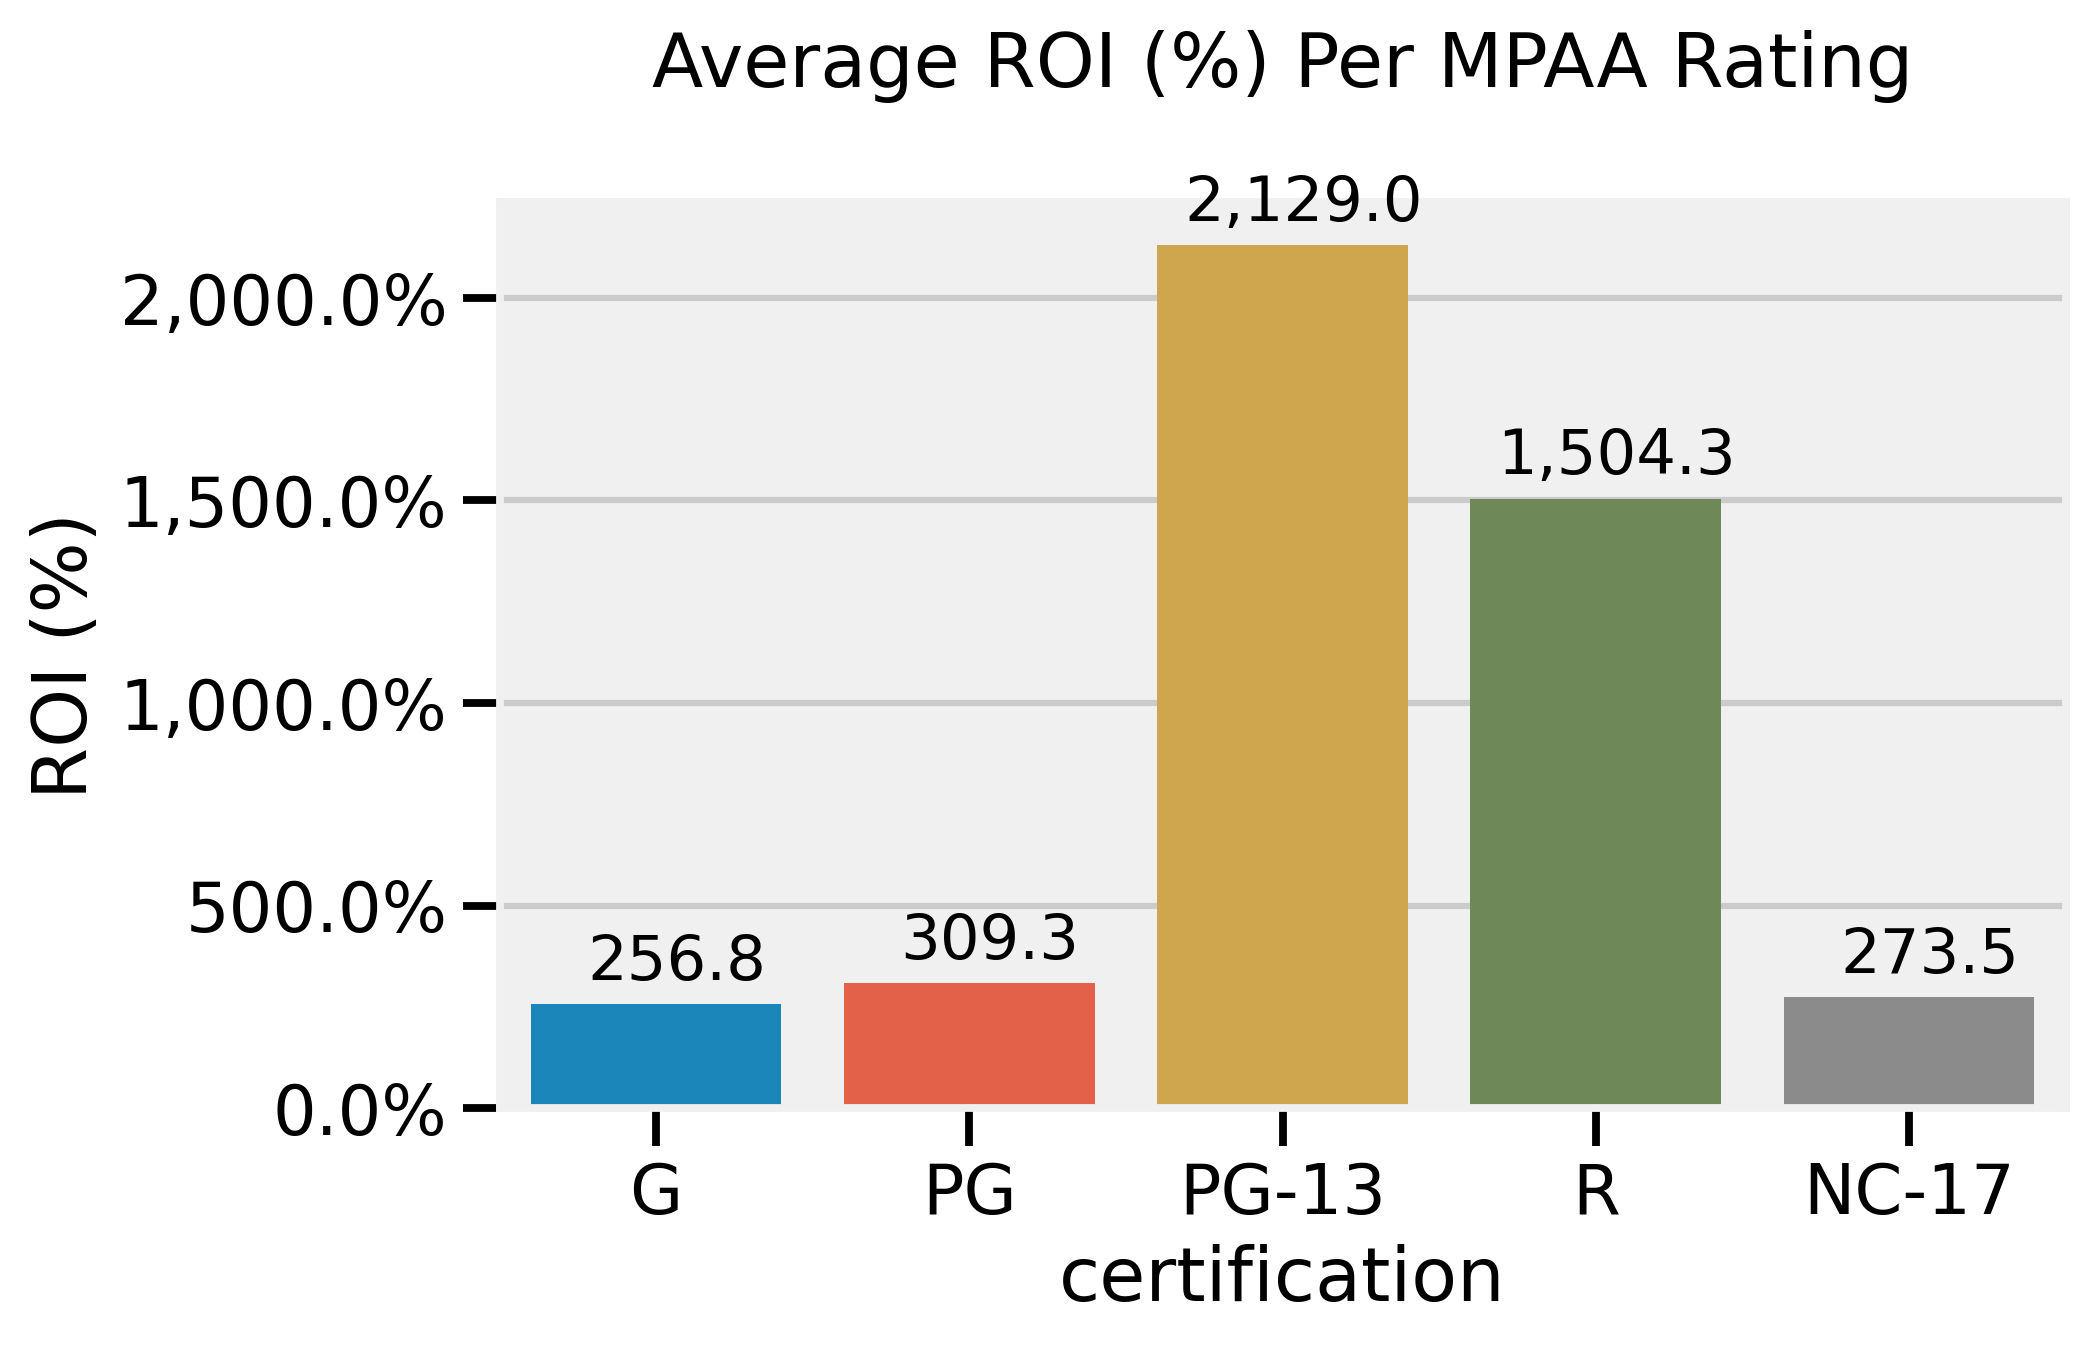 Average ROI (%) Per MPAA Rating
2,129.0
2,000.0%
1,504.3
1,500.0%
ROI (%)
1,000.0%
500.0%
256.8
309.3
273.5
0.0%
G PG PG-13 R NC-17
certification